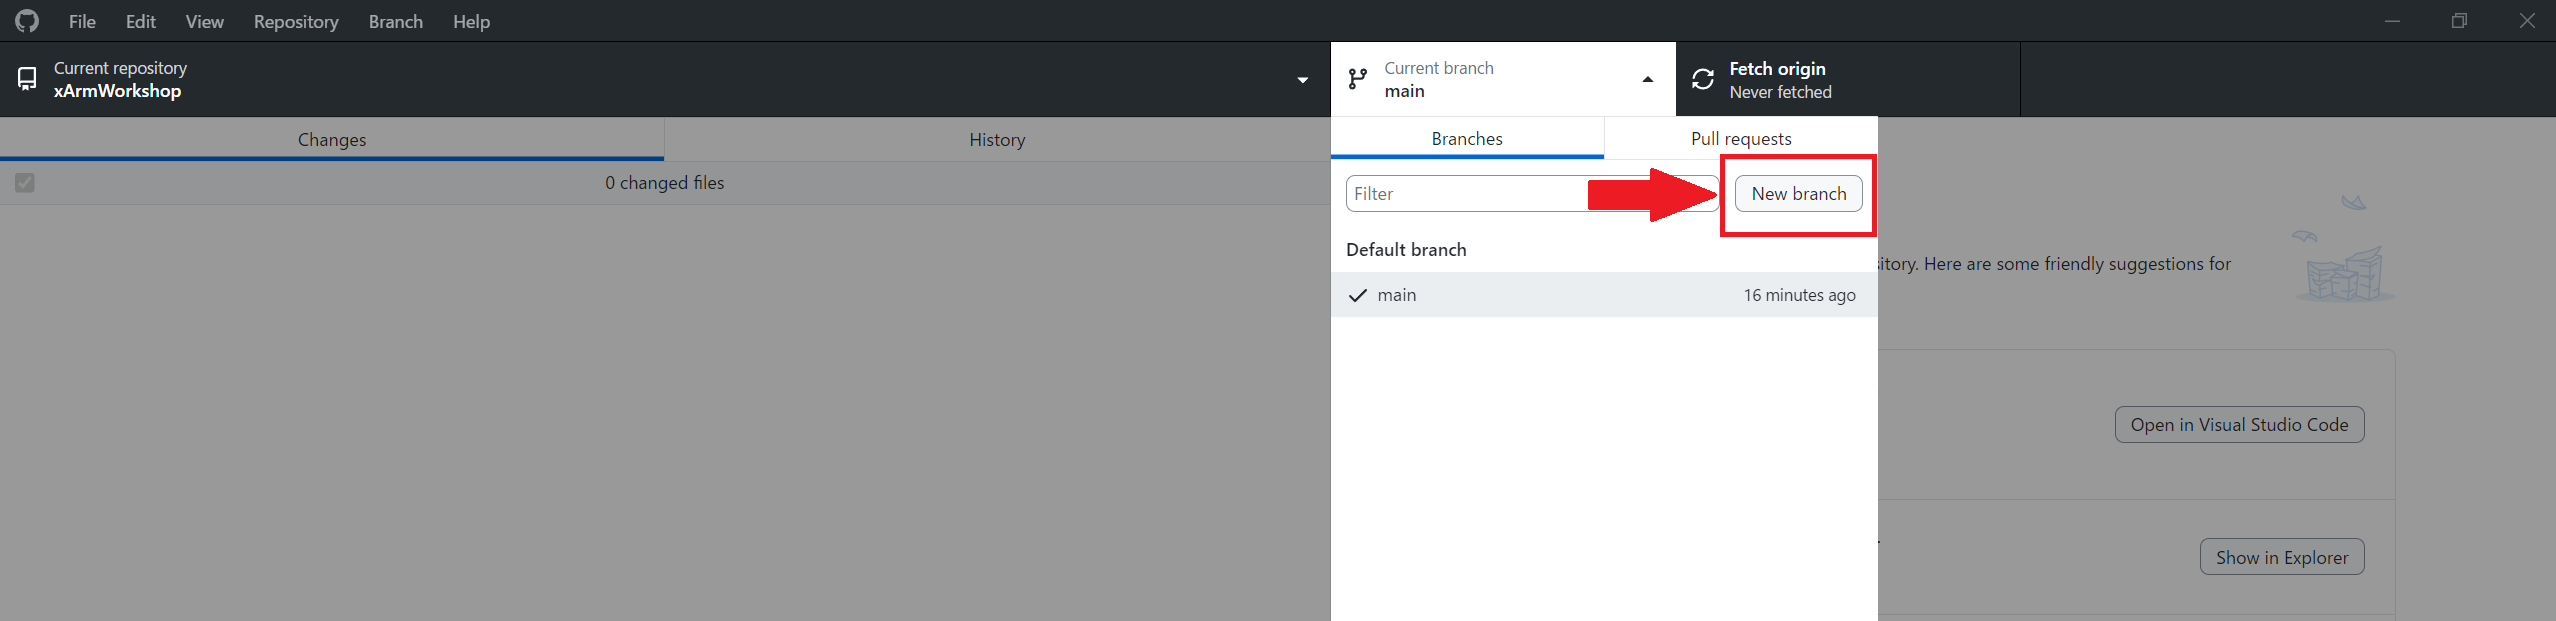 File Edit View Repository Branch Help
Current repository
xArmWorkshop
Current branch
main
Fetch origin
Never fetched
Changes
History
Branches
Pull requests
0 changed files
Filter
New branch
Default branch
itory. Here are some friendly suggestions for
main
16 minutes ago
Open in Visual Studio Code
Show in Explorer